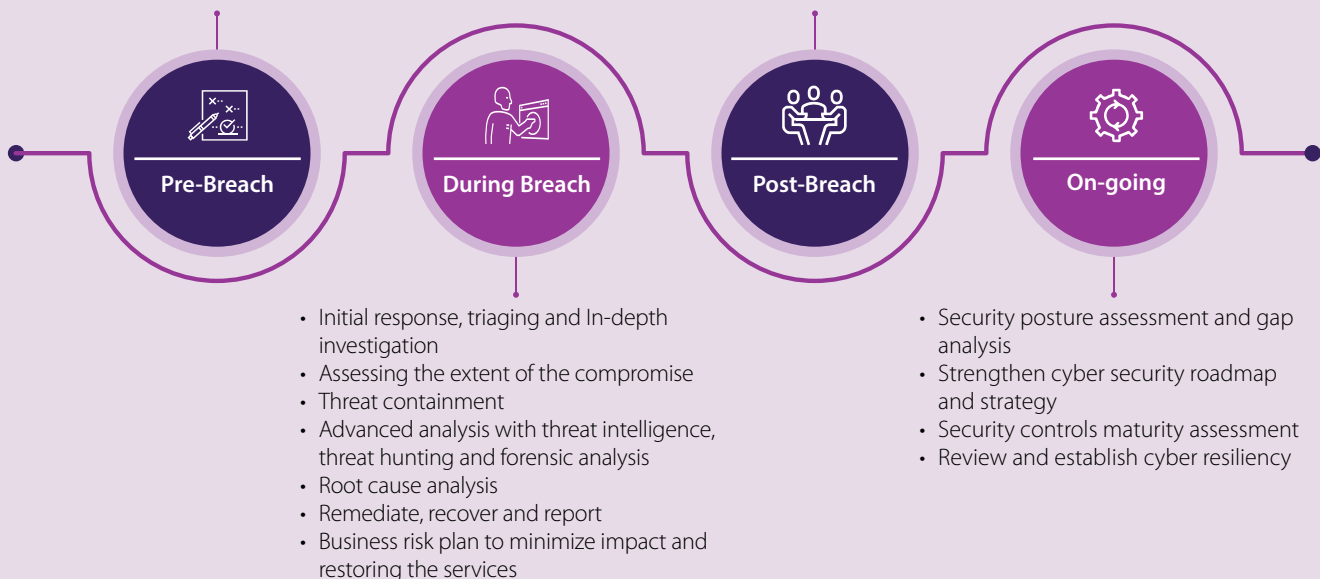 Pre-Breach
During Breach
Post-Breach
On-going
• Initial response, triaging and In-depth
investigation
• Assessing the extent of the compromise
• Threat containment
• Advanced analysis with threat intelligence,
threat hunting and forensic analysis
• Root cause analysis
• Remediate, recover and report
• Business risk plan to minimize impact and
restoring the services
• Security posture assessment and gap
analysis
• Strengthen cyber security roadmap
and strategy
• Security controls maturity assessment
• Review and establish cyber resiliency